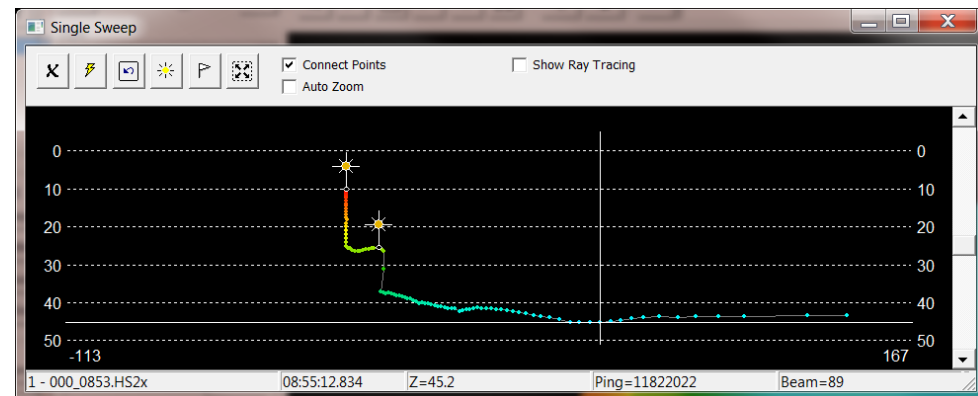 Single Sweep
Connect Points
Show Ray Tracing
Auto Zoom
0 0
10 10
20 20
30 30
40 40
50 50
-113 167
1 - 000_0853.HS2x 08:55:12.834 Z=45.2 Ping=11822022 Beam=89